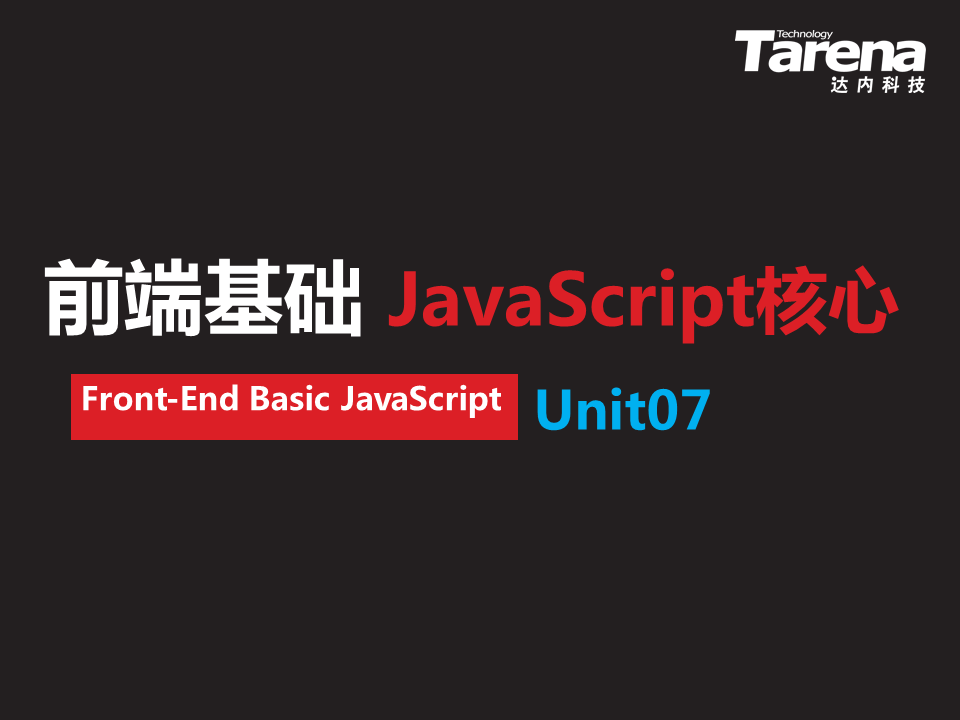 Technology
Tarena
达内科技
前端基础 JavaScript核心
Front-End Basic JavaScript Unit07